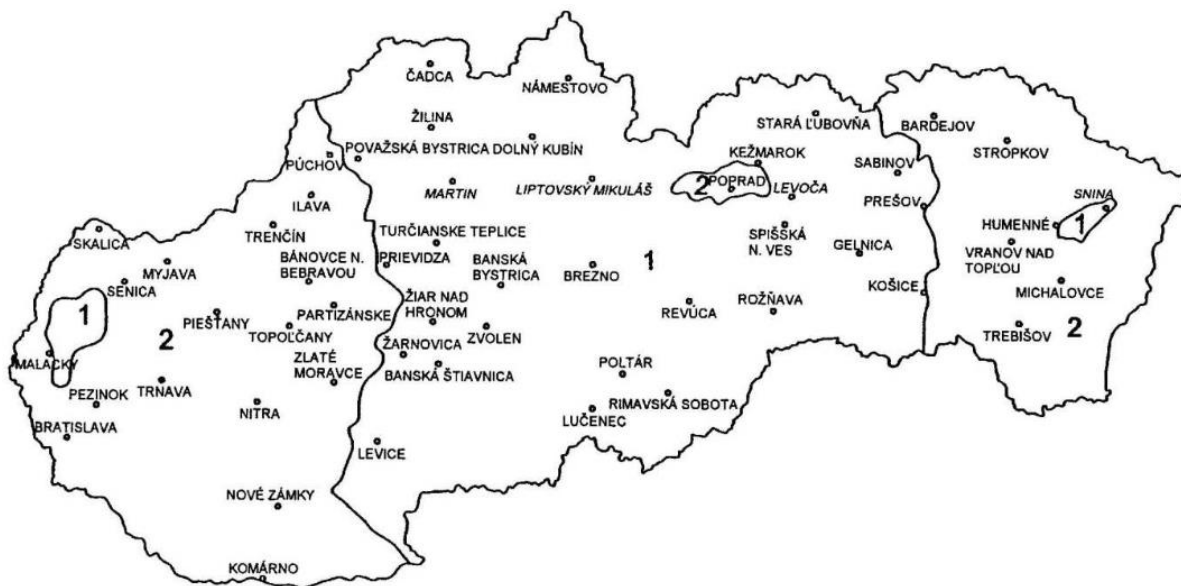 ČADCA
NÁMESTOVO
ŽILINA
STARÁ ĽUBOVŇA
BARDEJOV
POVAŽSKÁ BYSTRICA DOLNÝ KUBÍN
STROPKOV
PÚCHOV
KEŽMAROK
SABINOV
MARTIN
LIPTOVSKÝ MIKULÁŠ
2
POPRAD
LEVOČA
SNINA
ILAVA
PREŠOV
SKALICA
TRENČÍN
TURČIANSKE TEPLICE
SPIŠSKÁ
N. VES
HUMENNÉ
1
MYJAVA
BÁNOVCE N.
BEBRAVOU
PRIEVIDZA
BANSKÁ
BYSTRICA
BREZNO
1
GELNICA
VRANOV NAD
TOPĽOU
SENICA
KOŠICE
MICHALOVCE
1
PIEŠŤANY
PARTIZÁNSKE
ŽIAR NAD
HRONOM
REVÚCA
ROŽŇAVA
2
TOPOĽČANY
ZVOLEN
TREBIŠOV
2
MALACKY
ZLATÉ
MORAVCE
ŽARNOVICA
BANSKÁ ŠTIAVNICA
POLTÁR
PEZINOK
TRNAVA
NITRA
RIMAVSKÁ SOBOTA
BRATISLAVA
LUČENEC
LEVICE
NOVÉ ZÁMKY
KOMÁRNO